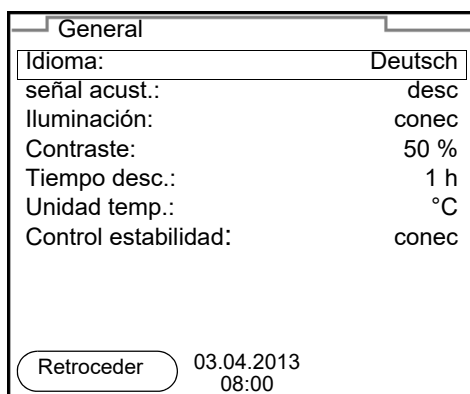 General
Idioma: Deutsch
señal acust.: desc
Iluminación: conec
Contraste: 50 %
Tiempo desc.: 1 h
Unidad temp.: °C
Control estabilidad: conec
Retroceder 03.04.2013
08:00